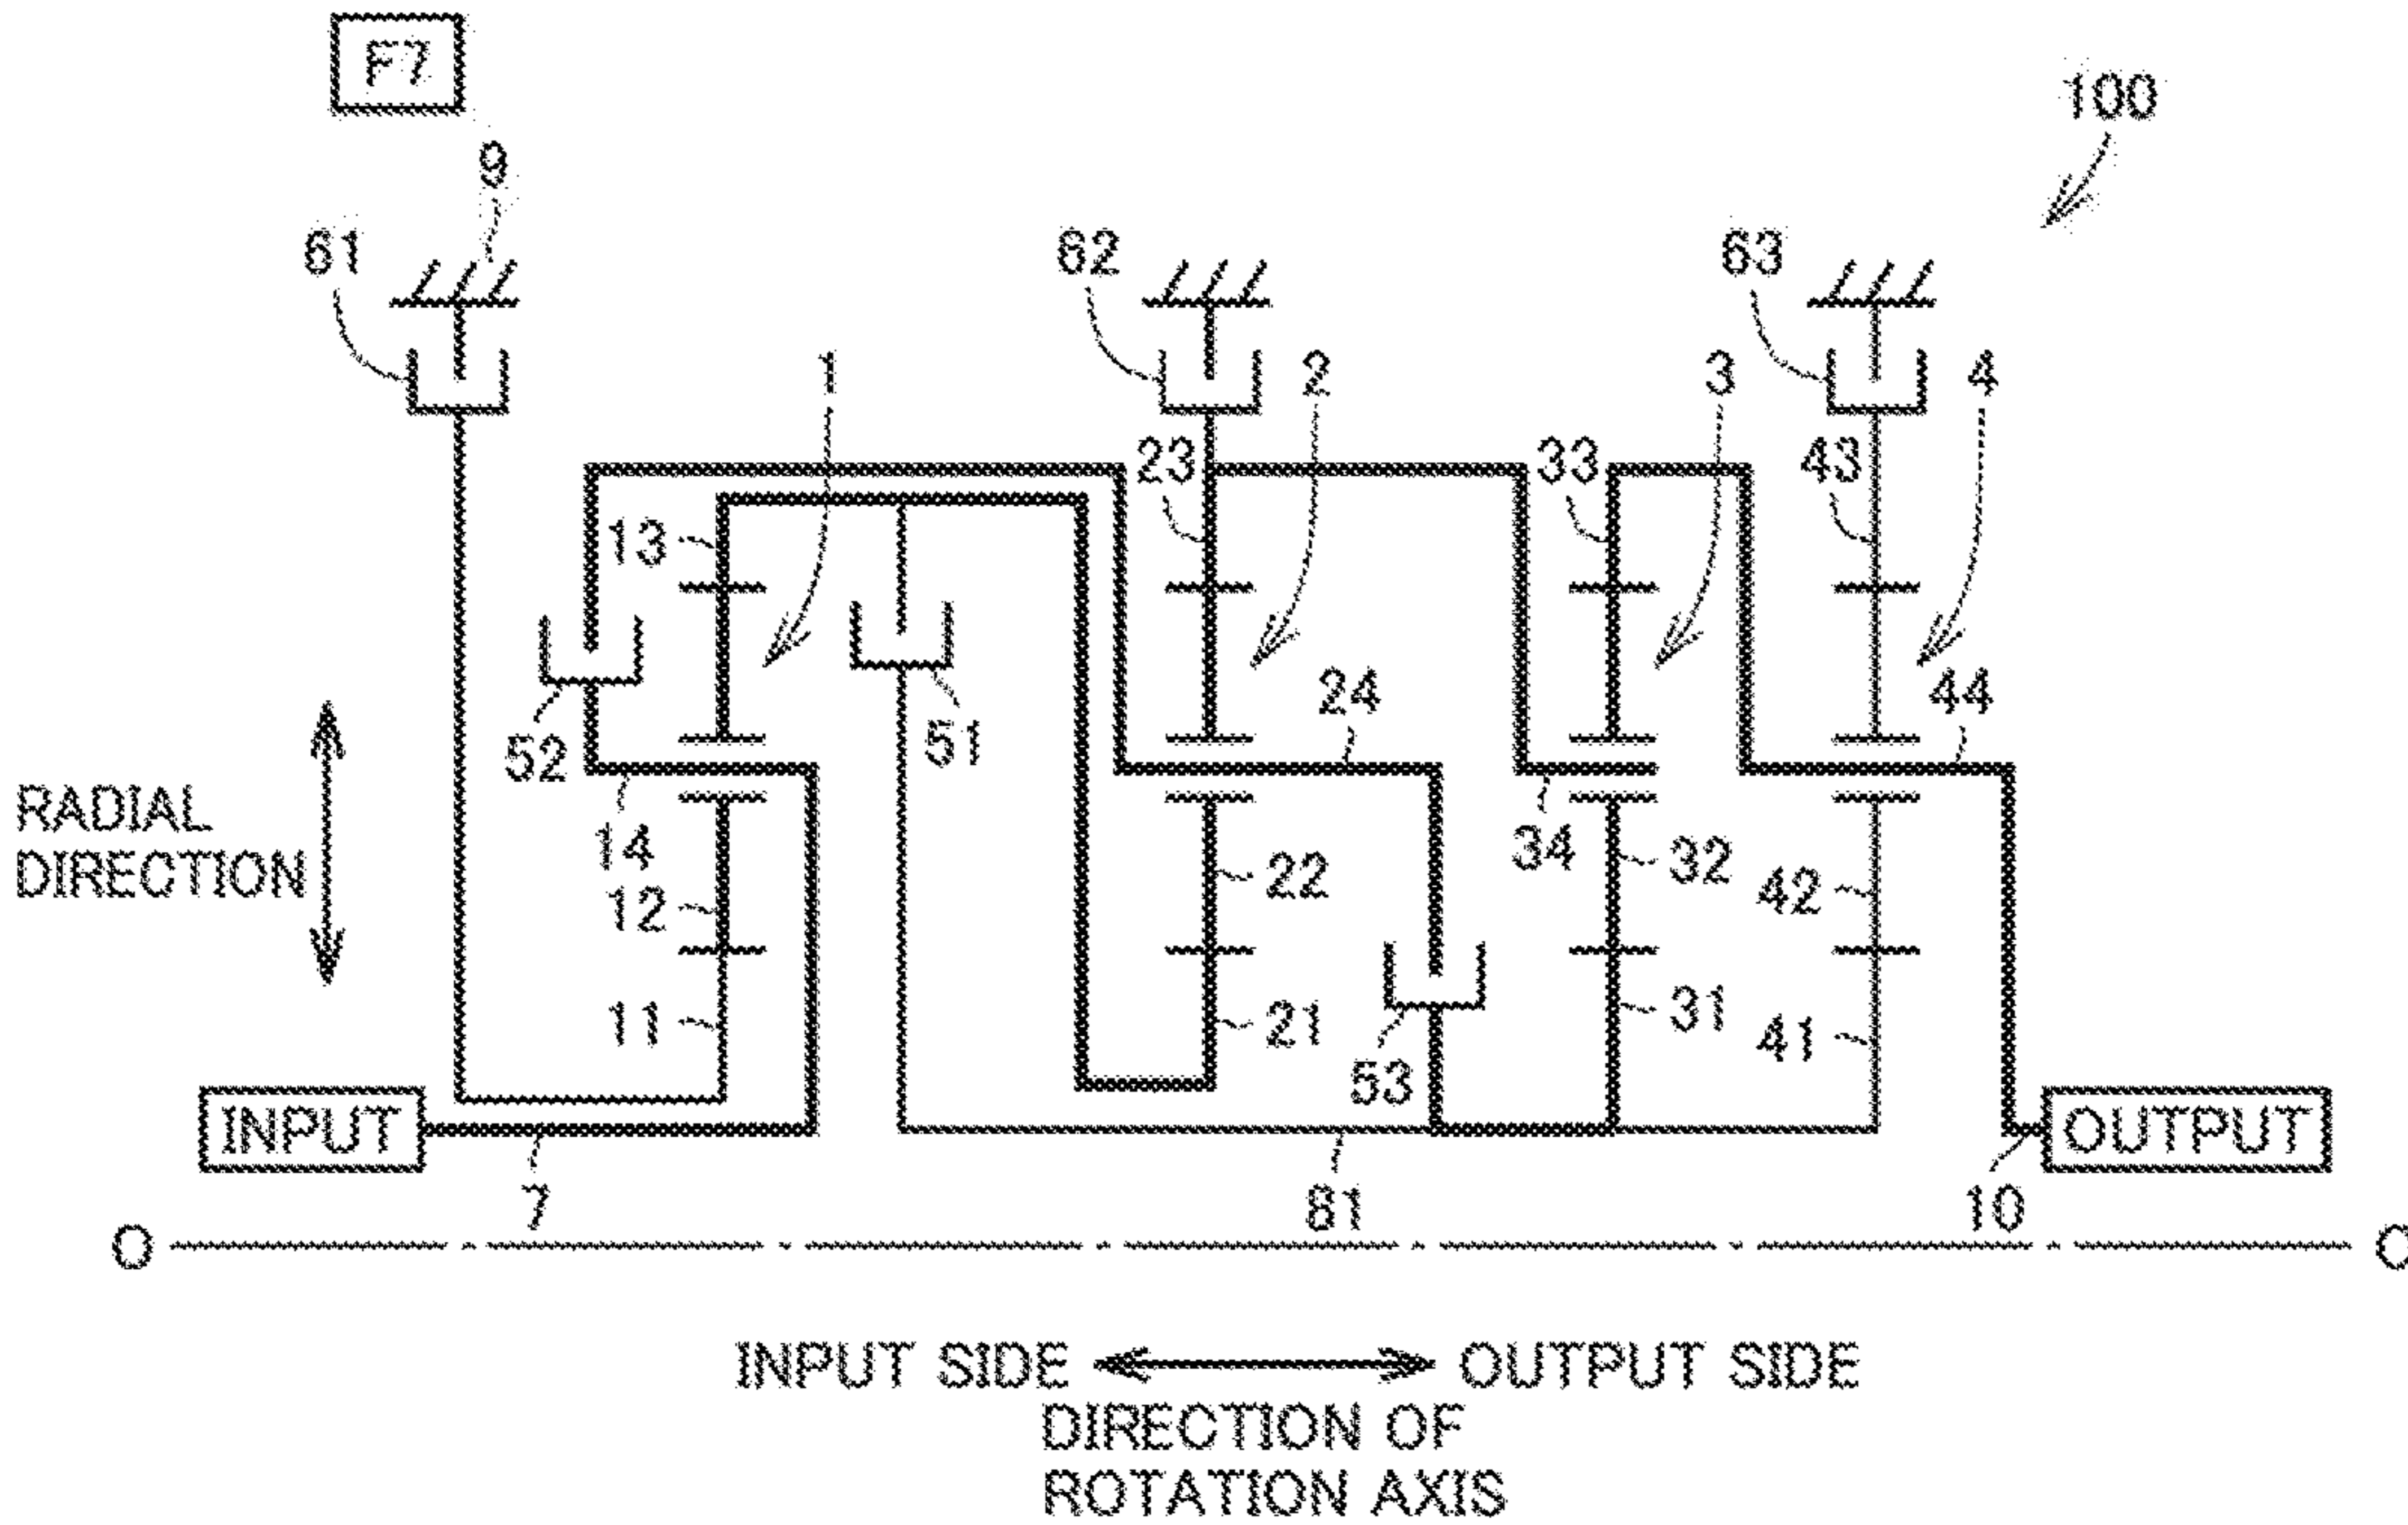 F7
100
9
61
62
63
1
2
3
4
23
33
43
13
24
44
52
51
14
34
32
12
22
42
11
21
31
41
53
INPUT
OUTPUT
RADIAL
DIRECTION
7
81
10
O
O
INPUT SIDE
OUTPUT SIDE
DIRECTION OF
ROTATION AXIS